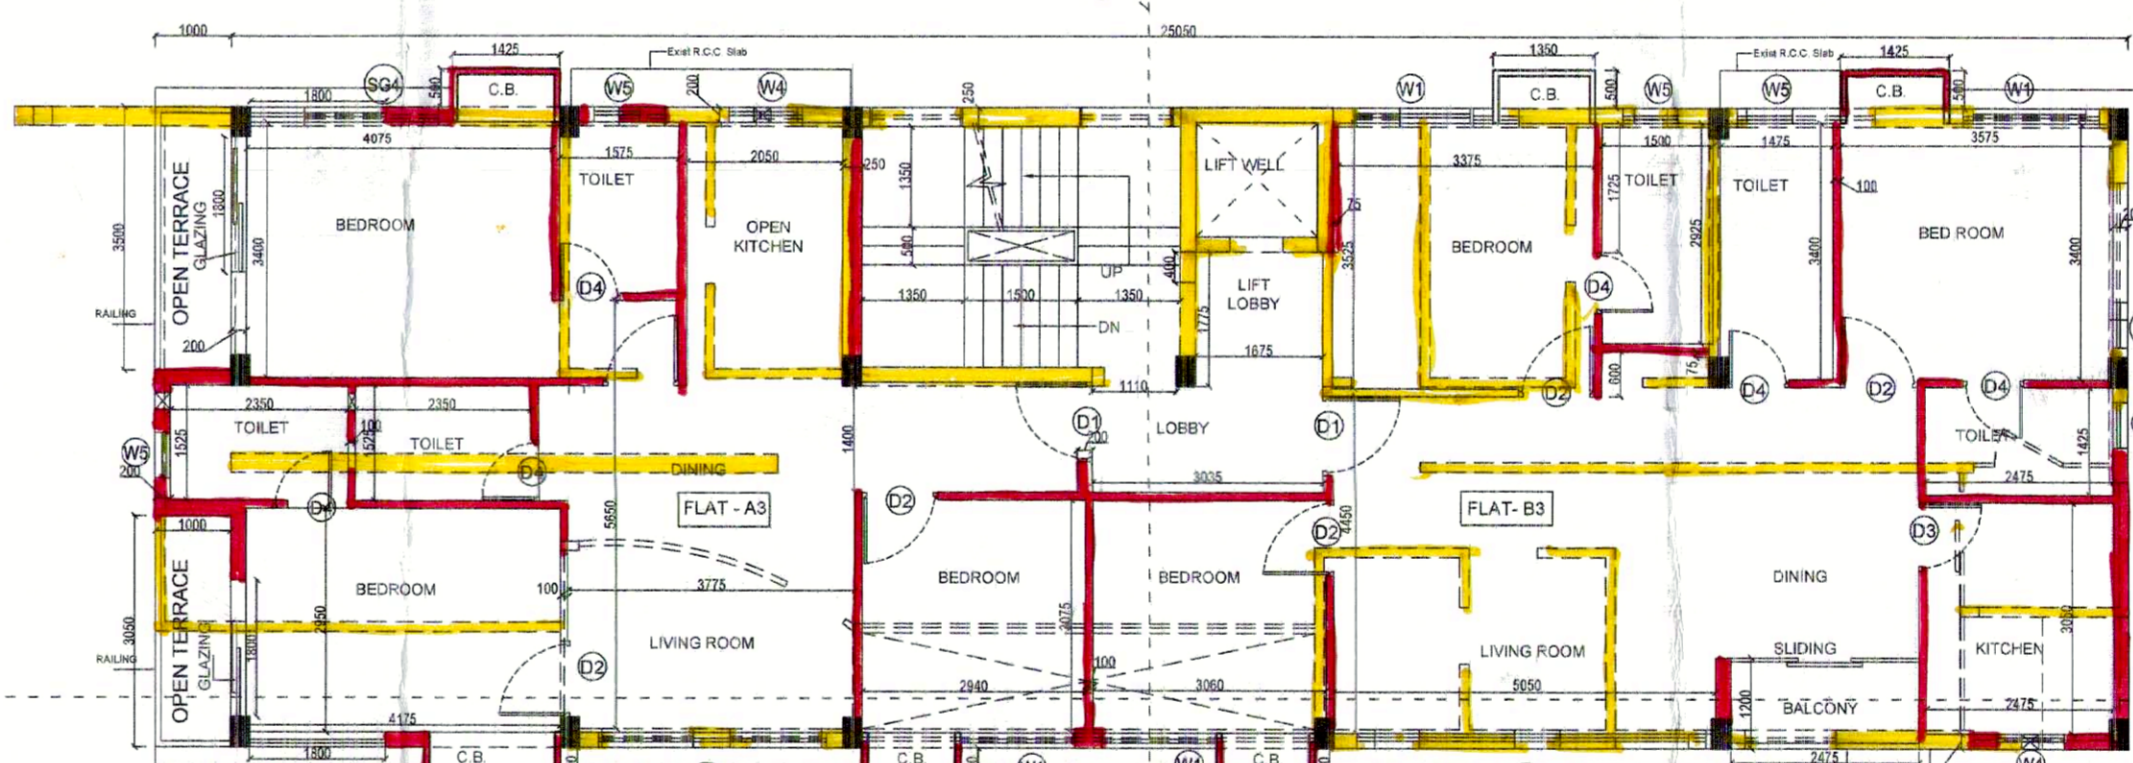 1000
25050
1425
Exist R.C.C. Slab
1350
Exist R.C.C. Slab
1425
SG4
500
C.B.
W5
200
W4
250
W1
C.B.
500
W5
W5
C.B.
500
W1
1800
4075
1575
2050
250
1350
LIFT WELL
3375
1500
1475
3575
OPEN TERRACE
GLAZING
1800
3500
3400
TOILET
BEDROOM
OPEN
KITCHEN
500
75
3525
BEDROOM
1725
TOILET
2925
TOILET
3400
100
BED ROOM
3400
D4
UP
400
LIFT
LOBBY
D4
1350
1500
1350
RAILING
DN
1775
200
1675
600
75
1110
D2
D4
D2
D4
2350
2350
TOILET
100
TOILET
1525
1525
W5
200
D4
DINING
1400
D1
200
LOBBY
D1
TOILET
1425
3035
2475
D4
FLAT - A3
D2
FLAT- B3
1000
5650
D2
4450
D3
OPEN TERRACE
GLAZING
BEDROOM
100
3775
BEDROOM
BEDROOM
DINING
3050
2950
1800
3075
3050
LIVING ROOM
LIVING ROOM
SLIDING
KITCHEN
RAILING
D2
100
2940
3060
5050
1200
BALCONY
2475
4175
1800
C.B.
C.B.
C.B.
2475